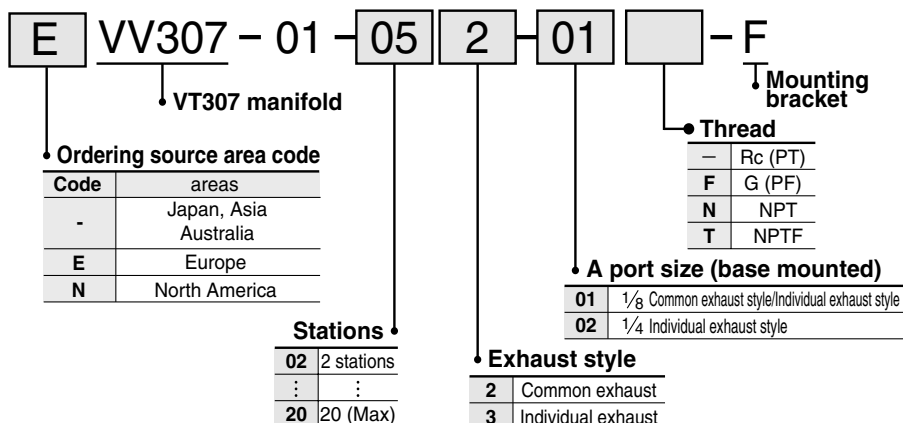 E VV307 - 01 - 05 2 - 01 - F
Mounting bracket
VT307 manifold
Thread
– Rc (PT)
F G (PF)
N NPT
T NPTF
Ordering source area code
Code areas
- Japan, Asia Australia
E Europe
N North America
A port size (base mounted)
01 1/8 Common exhaust style/Individual exhaust style
02 1/4 Individual exhaust style
Stations
02 2 stations
⋮ ⋮
20 20 (Max)
Exhaust style
2 Common exhaust
3 Individual exhaust